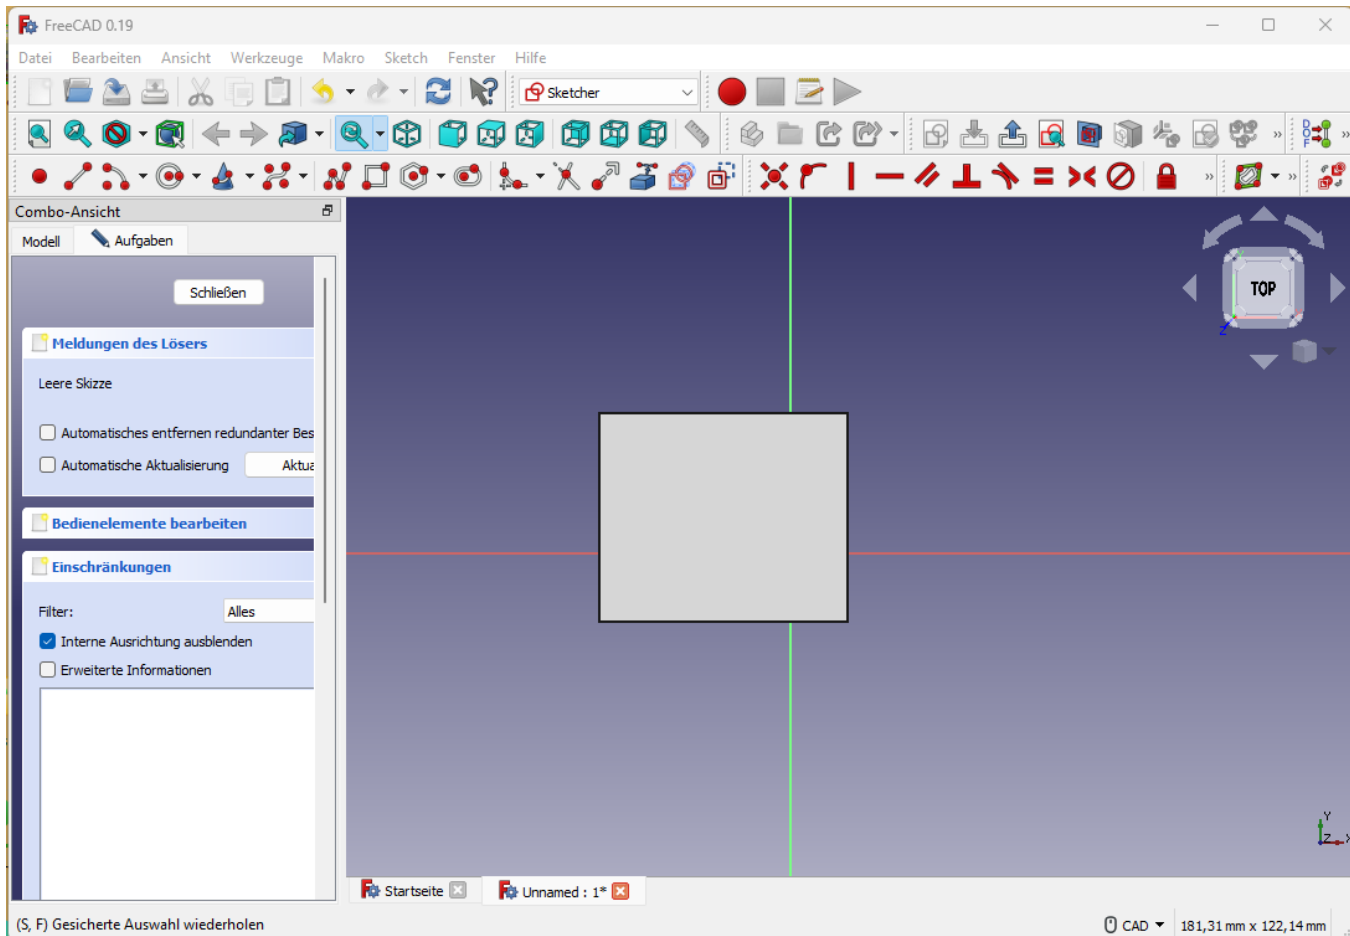 FreeCAD 0.19
Datei Bearbeiten Ansicht Werkzeuge Makro Sketch Fenster Hilfe
Sketcher
Combo-Ansicht
Modell Aufgaben
Schließen
Meldungen des Lösers
Leere Skizze
Automatisches entfernen redundanter Bes
Automatische Aktualisierung Aktua
Bedienelemente bearbeiten
Einschränkungen
Filter: Alles
Interne Ausrichtung ausblenden
Erweiterte Informationen
TOP
Z
Y
Z X
Startseite Unnamed : 1*
(S, F) Gesicherte Auswahl wiederholen CAD 181,31 mm x 122,14 mm